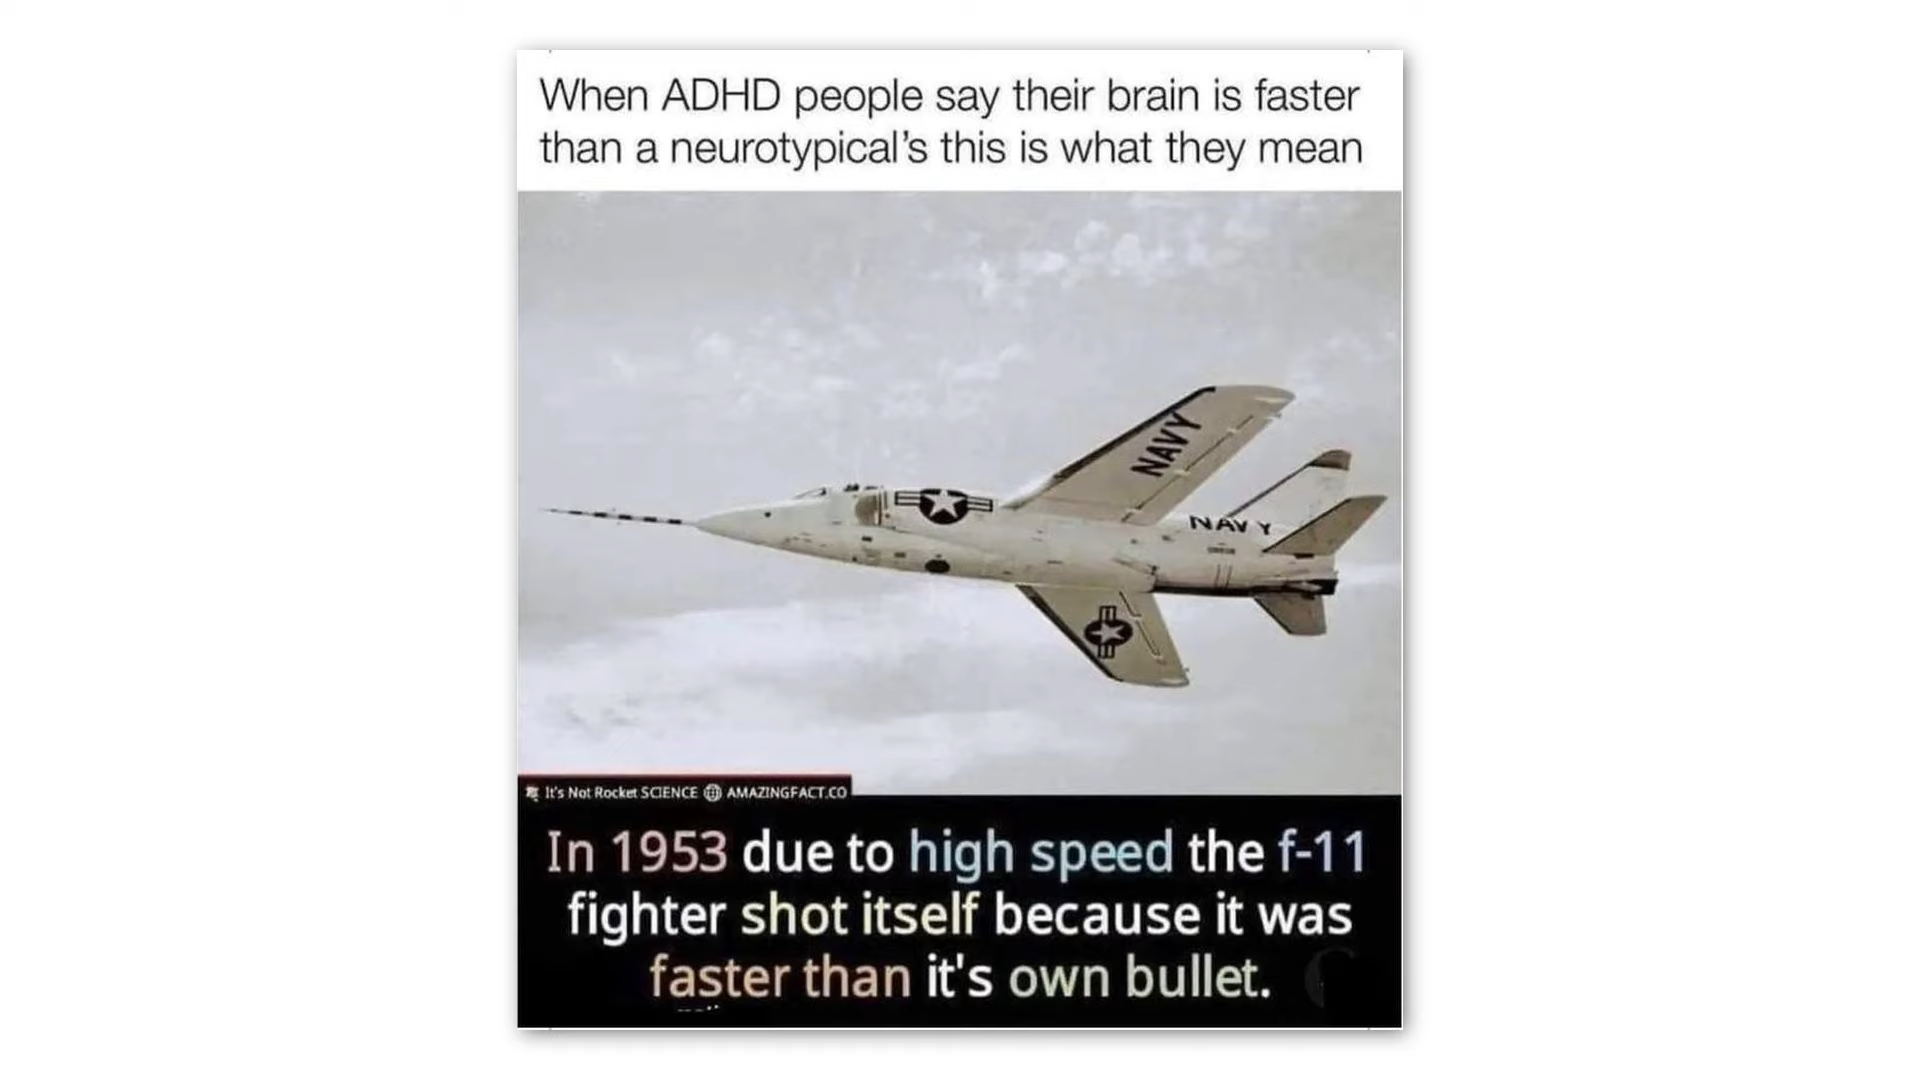 When ADHD people say their brain is faster
than a neurotypical's this is what they mean
NAVY
NAVY
It's Not Rocket SCIENCE AMAZINGFACT.CO
In 1953 due to high speed the f-11
fighter shot itself because it was
faster than it's own bullet.